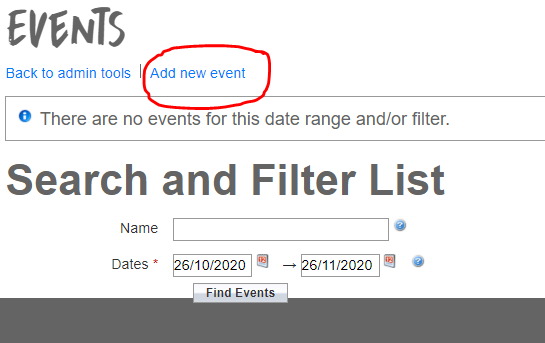 EVENTS
Back to admin tools | Add new event
There are no events for this date range and/or filter.
Search and Filter List
Name
Dates * 26/10/2020 → 26/11/2020
Find Events